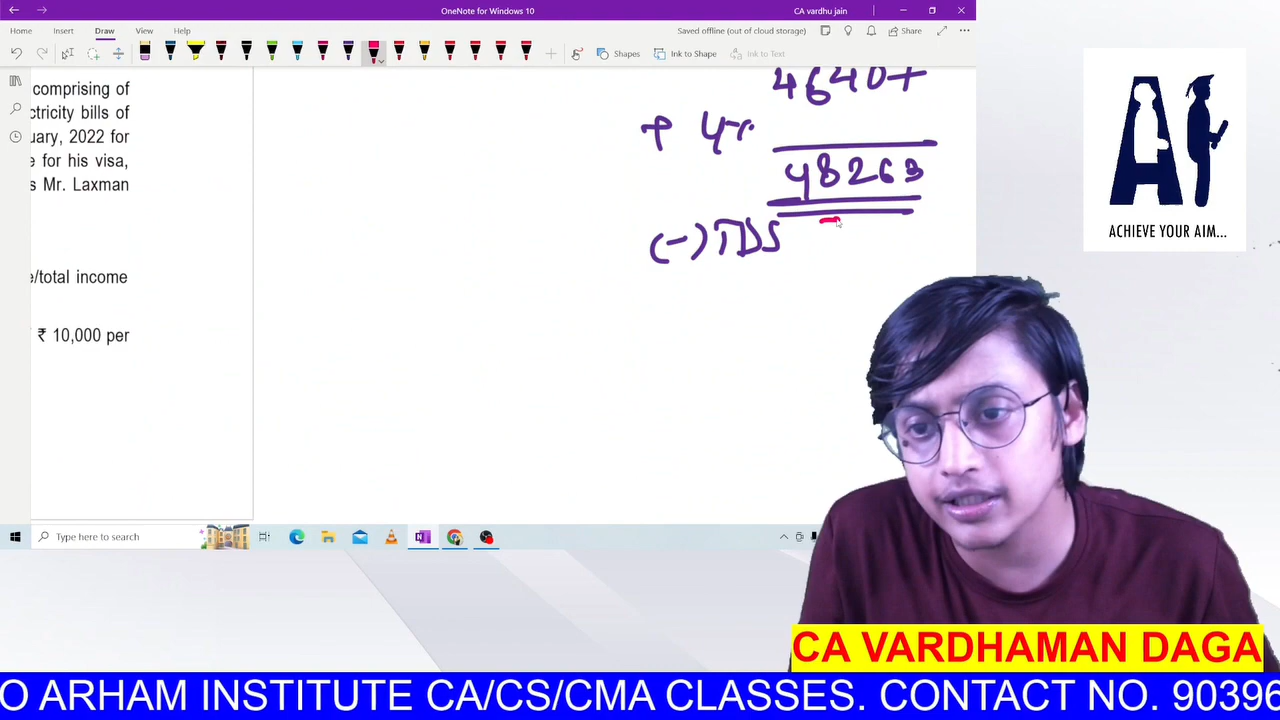 OneNote for Windows 10
CA vardhu jain
Home Insert Draw View Help
Saved offline (out of cloud storage)
Share
Shapes
Ink to Shape
Ink to Text
comprising of
ctricity bills of
uary, 2022 for
e for his visa,
s Mr. Laxman
e/total income
₹ 10,000 per
46407
+ 4%
48263
(-) TDS
ACHIEVE YOUR AIM...
Type here to search
CA VARDHAMAN DAGA
O ARHAM INSTITUTE CA/CS/CMA CLASSES. CONTACT NO. 90396